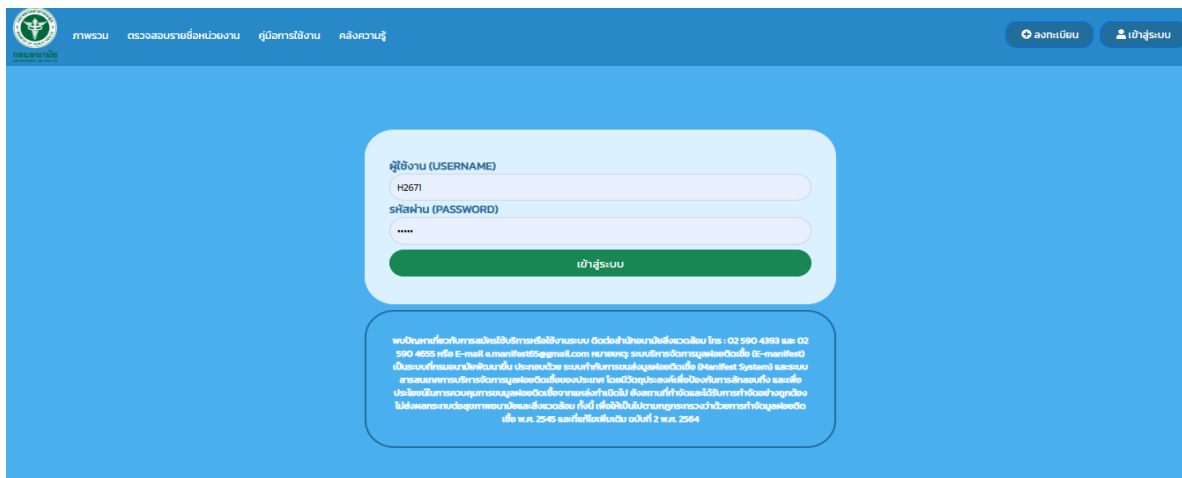 ภาพรวม ตรวจสอบรายชื่อหน่วยงาน คู่มือการใช้งาน คลังความรู้ ลงทะเบียน เข้าสู่ระบบ
กรมอนามัย
ผู้ใช้งาน (USERNAME)
H2671
รหัสผ่าน (PASSWORD)
•••••
เข้าสู่ระบบ
พบปัญหาเกี่ยวกับการสมัครใช้บริการหรือใช้งานระบบ ติดต่อสำนักอนามัยสิ่งแวดล้อม โทร : 02 590 4393 และ 02
590 4655 หรือ E-mail e.manifest65@gmail.com หมายเหตุ: ระบบบริหารจัดการมูลฝอยติดเชื้อ (E-manifest)
เป็นระบบที่กรมอนามัยพัฒนาขึ้น ประกอบด้วย ระบบกำกับการขนส่งมูลฝอยติดเชื้อ (Manifest System) และระบบ
สารสนเทศการบริหารจัดการมูลฝอยติดเชื้อของประเทศ โดยมีวัตถุประสงค์เพื่อป้องกันการลักลอบทิ้ง และเพื่อ
ประโยชน์ในการควบคุมการขนมูลฝอยติดเชื้อจากแหล่งกำเนิดไป ยังสถานที่กำจัดและได้รับการกำจัดอย่างถูกต้อง
ไม่ส่งผลกระทบต่อสุขภาพอนามัยและสิ่งแวดล้อม ทั้งนี้ เพื่อให้เป็นไปตามกฎกระทรวงว่าด้วยการกำจัดมูลฝอยติด
เชื้อ พ.ศ. 2545 และที่แก้ไขเพิ่มเติม ฉบับที่ 2 พ.ศ. 2564